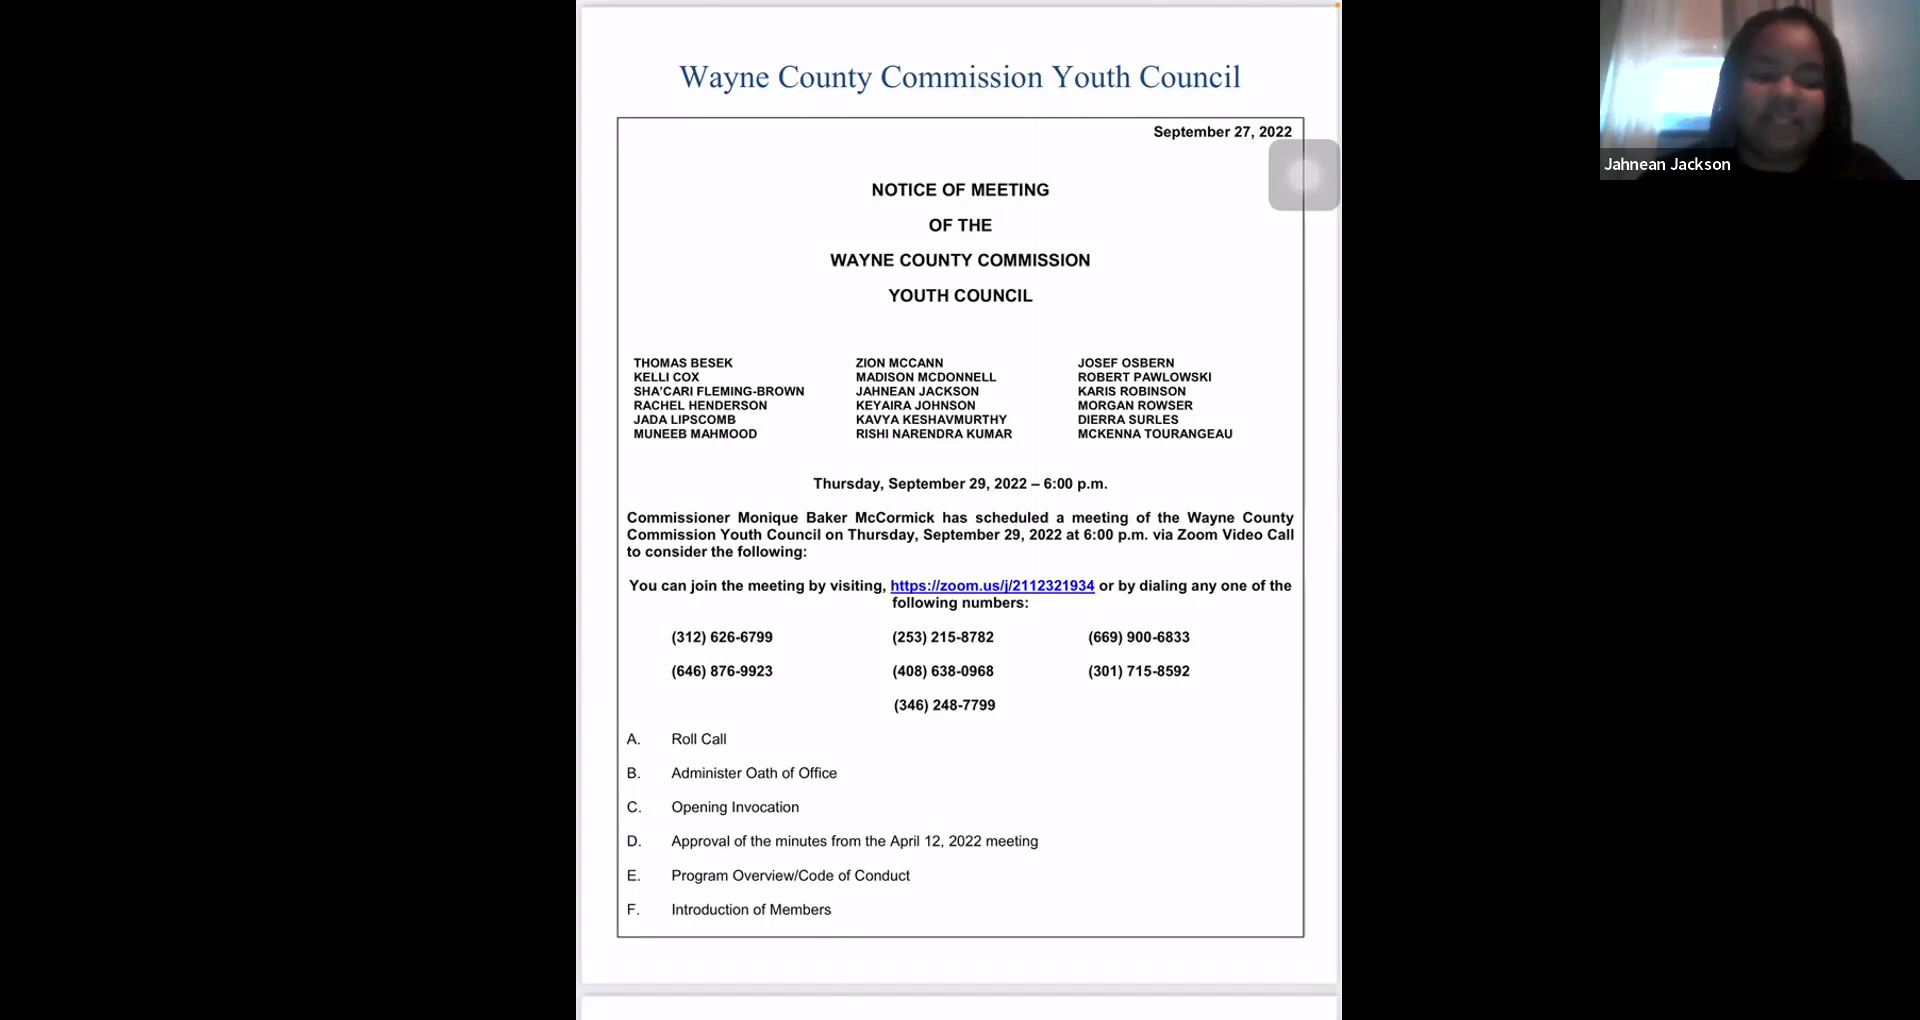 Wayne County Commission Youth Council
September 27, 2022
NOTICE OF MEETING
OF THE
WAYNE COUNTY COMMISSION
YOUTH COUNCIL
THOMAS BESEK ZION MCCANN JOSEF OSBERN
KELLI COX MADISON MCDONNELL ROBERT PAWLOWSKI
SHA'CARI FLEMING-BROWN JAHNEAN JACKSON KARIS ROBINSON
RACHEL HENDERSON KEYAIRA JOHNSON MORGAN ROWSER
JADA LIPSCOMB KAVYA KESHAVMURTHY DIERRA SURLES
MUNEEB MAHMOOD RISHI NARENDRA KUMAR MCKENNA TOURANGEAU
Thursday, September 29, 2022 – 6:00 p.m.
Commissioner Monique Baker McCormick has scheduled a meeting of the Wayne County
Commission Youth Council on Thursday, September 29, 2022 at 6:00 p.m. via Zoom Video Call
to consider the following:
You can join the meeting by visiting, https://zoom.us/j/2112321934 or by dialing any one of the
following numbers:
(312) 626-6799 (253) 215-8782 (669) 900-6833
(646) 876-9923 (408) 638-0968 (301) 715-8592
(346) 248-7799
A. Roll Call
B. Administer Oath of Office
C. Opening Invocation
D. Approval of the minutes from the April 12, 2022 meeting
E. Program Overview/Code of Conduct
F. Introduction of Members
Jahnean Jackson